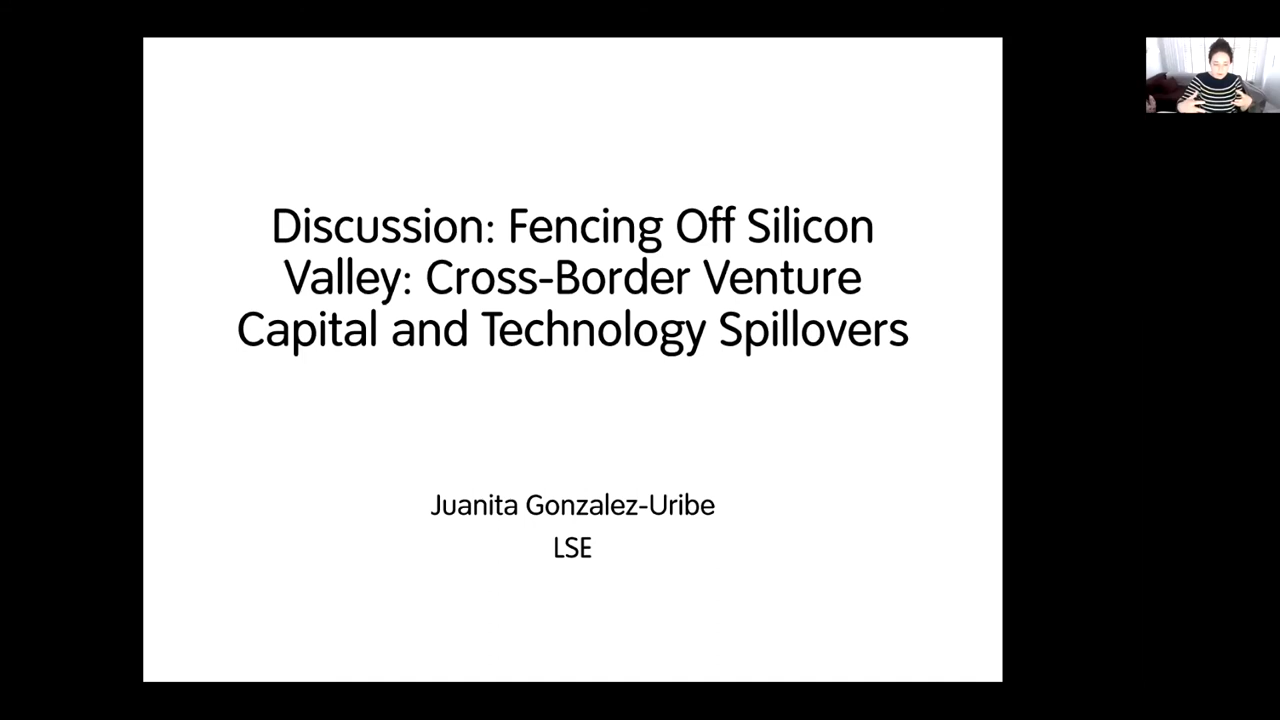 Discussion: Fencing Off Silicon
Valley: Cross-Border Venture
Capital and Technology Spillovers
Juanita Gonzalez-Uribe
LSE